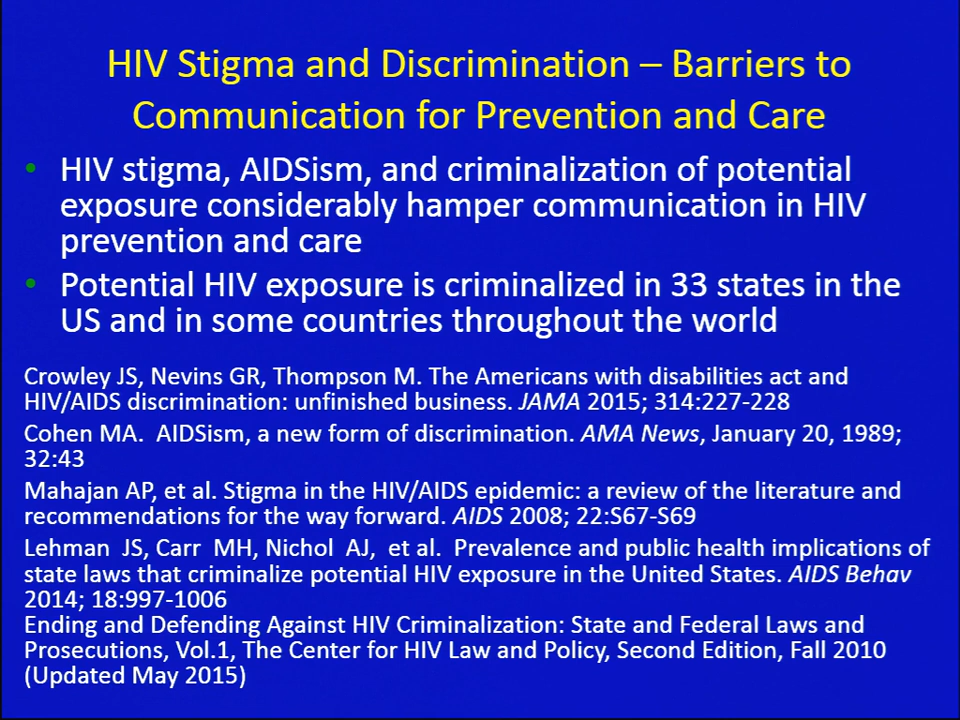 HIV Stigma and Discrimination – Barriers to
Communication for Prevention and Care
• HIV stigma, AIDSism, and criminalization of potential
exposure considerably hamper communication in HIV
prevention and care
• Potential HIV exposure is criminalized in 33 states in the
US and in some countries throughout the world
Crowley JS, Nevins GR, Thompson M. The Americans with disabilities act and
HIV/AIDS discrimination: unfinished business. JAMA 2015; 314:227-228
Cohen MA.  AIDSism, a new form of discrimination. AMA News, January 20, 1989;
32:43
Mahajan AP, et al. Stigma in the HIV/AIDS epidemic: a review of the literature and
recommendations for the way forward. AIDS 2008; 22:S67-S69
Lehman  JS, Carr  MH, Nichol  AJ,  et al.  Prevalence and public health implications of
state laws that criminalize potential HIV exposure in the United States. AIDS Behav
2014; 18:997-1006
Ending and Defending Against HIV Criminalization: State and Federal Laws and
Prosecutions, Vol.1, The Center for HIV Law and Policy, Second Edition, Fall 2010
(Updated May 2015)